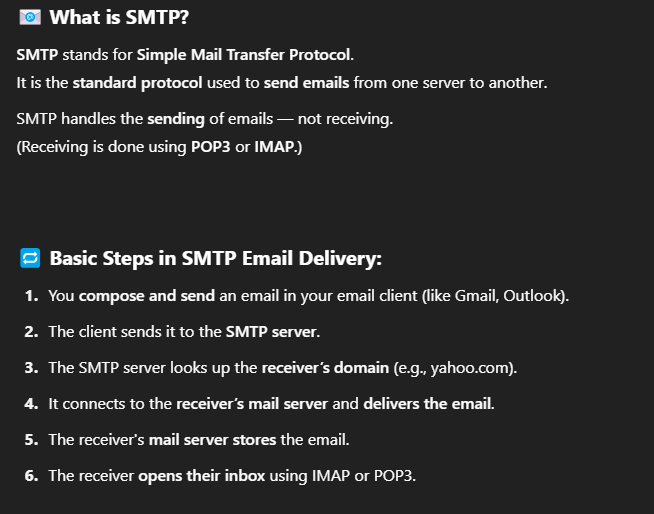 📧 What is SMTP?
SMTP stands for Simple Mail Transfer Protocol.
It is the standard protocol used to send emails from one server to another.
SMTP handles the sending of emails — not receiving.
(Receiving is done using POP3 or IMAP.)
🔁 Basic Steps in SMTP Email Delivery:
1. You compose and send an email in your email client (like Gmail, Outlook).
2. The client sends it to the SMTP server.
3. The SMTP server looks up the receiver’s domain (e.g., yahoo.com).
4. It connects to the receiver’s mail server and delivers the email.
5. The receiver's mail server stores the email.
6. The receiver opens their inbox using IMAP or POP3.